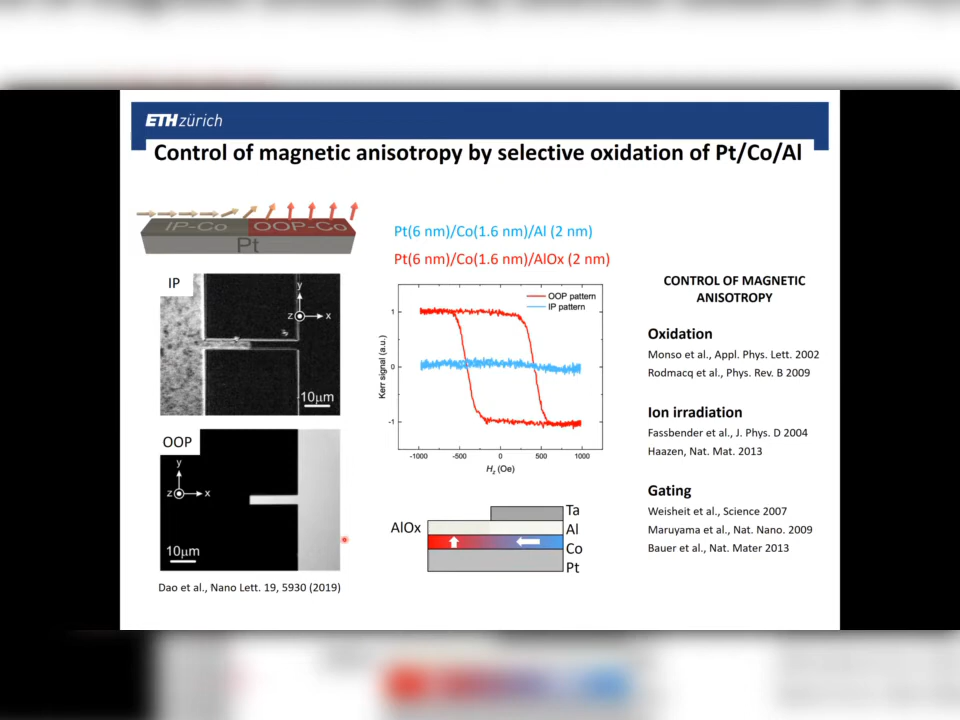 ETH zürich
Control of magnetic anisotropy by selective oxidation of Pt/Co/Al
IP-Co OOP-Co
Pt
IP
y
z x
10μm
OOP
y
z x
10μm
Dao et al., Nano Lett. 19, 5930 (2019)
Pt(6 nm)/Co(1.6 nm)/Al (2 nm)
Pt(6 nm)/Co(1.6 nm)/AlOx (2 nm)
OOP pattern
IP pattern
Kerr signal (a.u.)
1
0
-1
-1000 -500 0 500 1000
Hz (Oe)
Ta
AlOx
Al
Co
Pt
CONTROL OF MAGNETIC
ANISOTROPY
Oxidation
Monso et al., Appl. Phys. Lett. 2002
Rodmacq et al., Phys. Rev. B 2009
Ion irradiation
Fassbender et al., J. Phys. D 2004
Haazen, Nat. Mat. 2013
Gating
Weisheit et al., Science 2007
Maruyama et al., Nat. Nano. 2009
Bauer et al., Nat. Mater 2013